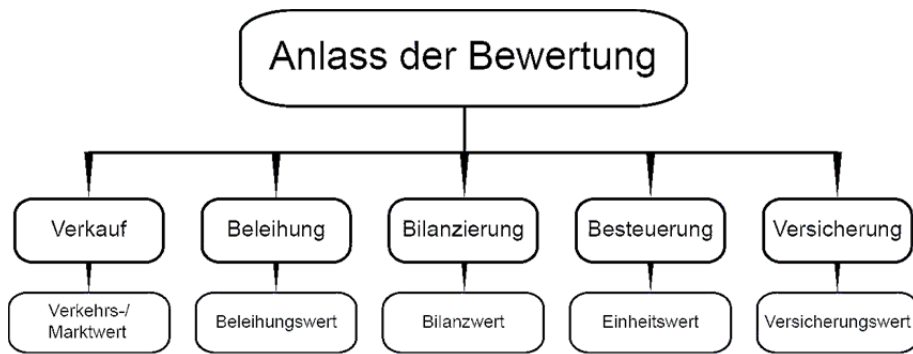 Anlass der Bewertung
Verkauf
Beleihung
Bilanzierung
Besteuerung
Versicherung
Verkehrs-/
Marktwert
Beleihungswert
Bilanzwert
Einheitswert
Versicherungswert